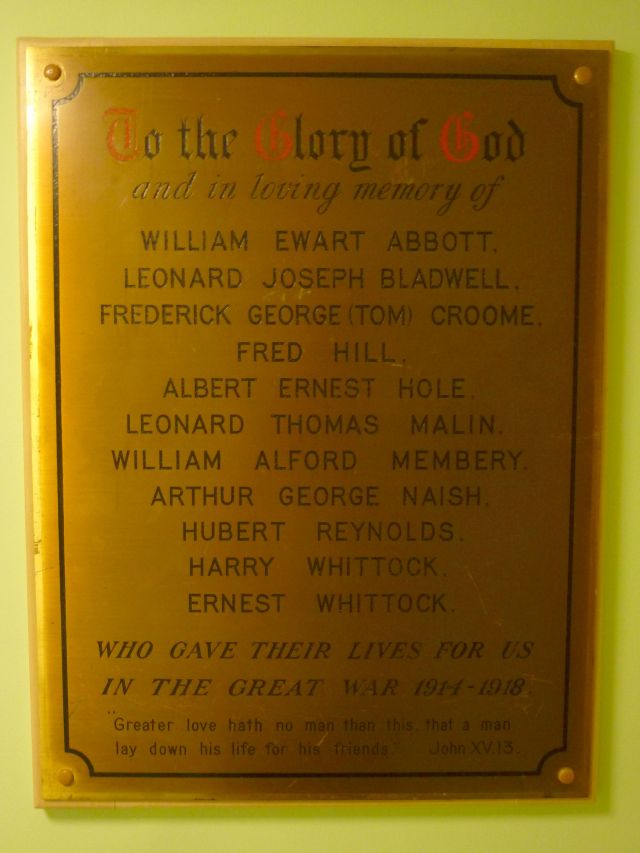 To the Glory of God
and in loving memory of
WILLIAM EWART ABBOTT.
LEONARD JOSEPH BLADWELL.
FREDERICK GEORGE (TOM) CROOME.
FRED HILL.
ALBERT ERNEST HOLE.
LEONARD THOMAS MALIN.
WILLIAM ALFORD MEMBERY.
ARTHUR GEORGE NAISH.
HUBERT REYNOLDS.
HARRY WHITTOCK.
ERNEST WHITTOCK.
WHO GAVE THEIR LIVES FOR US
IN THE GREAT WAR 1914-1918.
"Greater love hath no man than this, that a man
lay down his life for his friends." John XV.13.